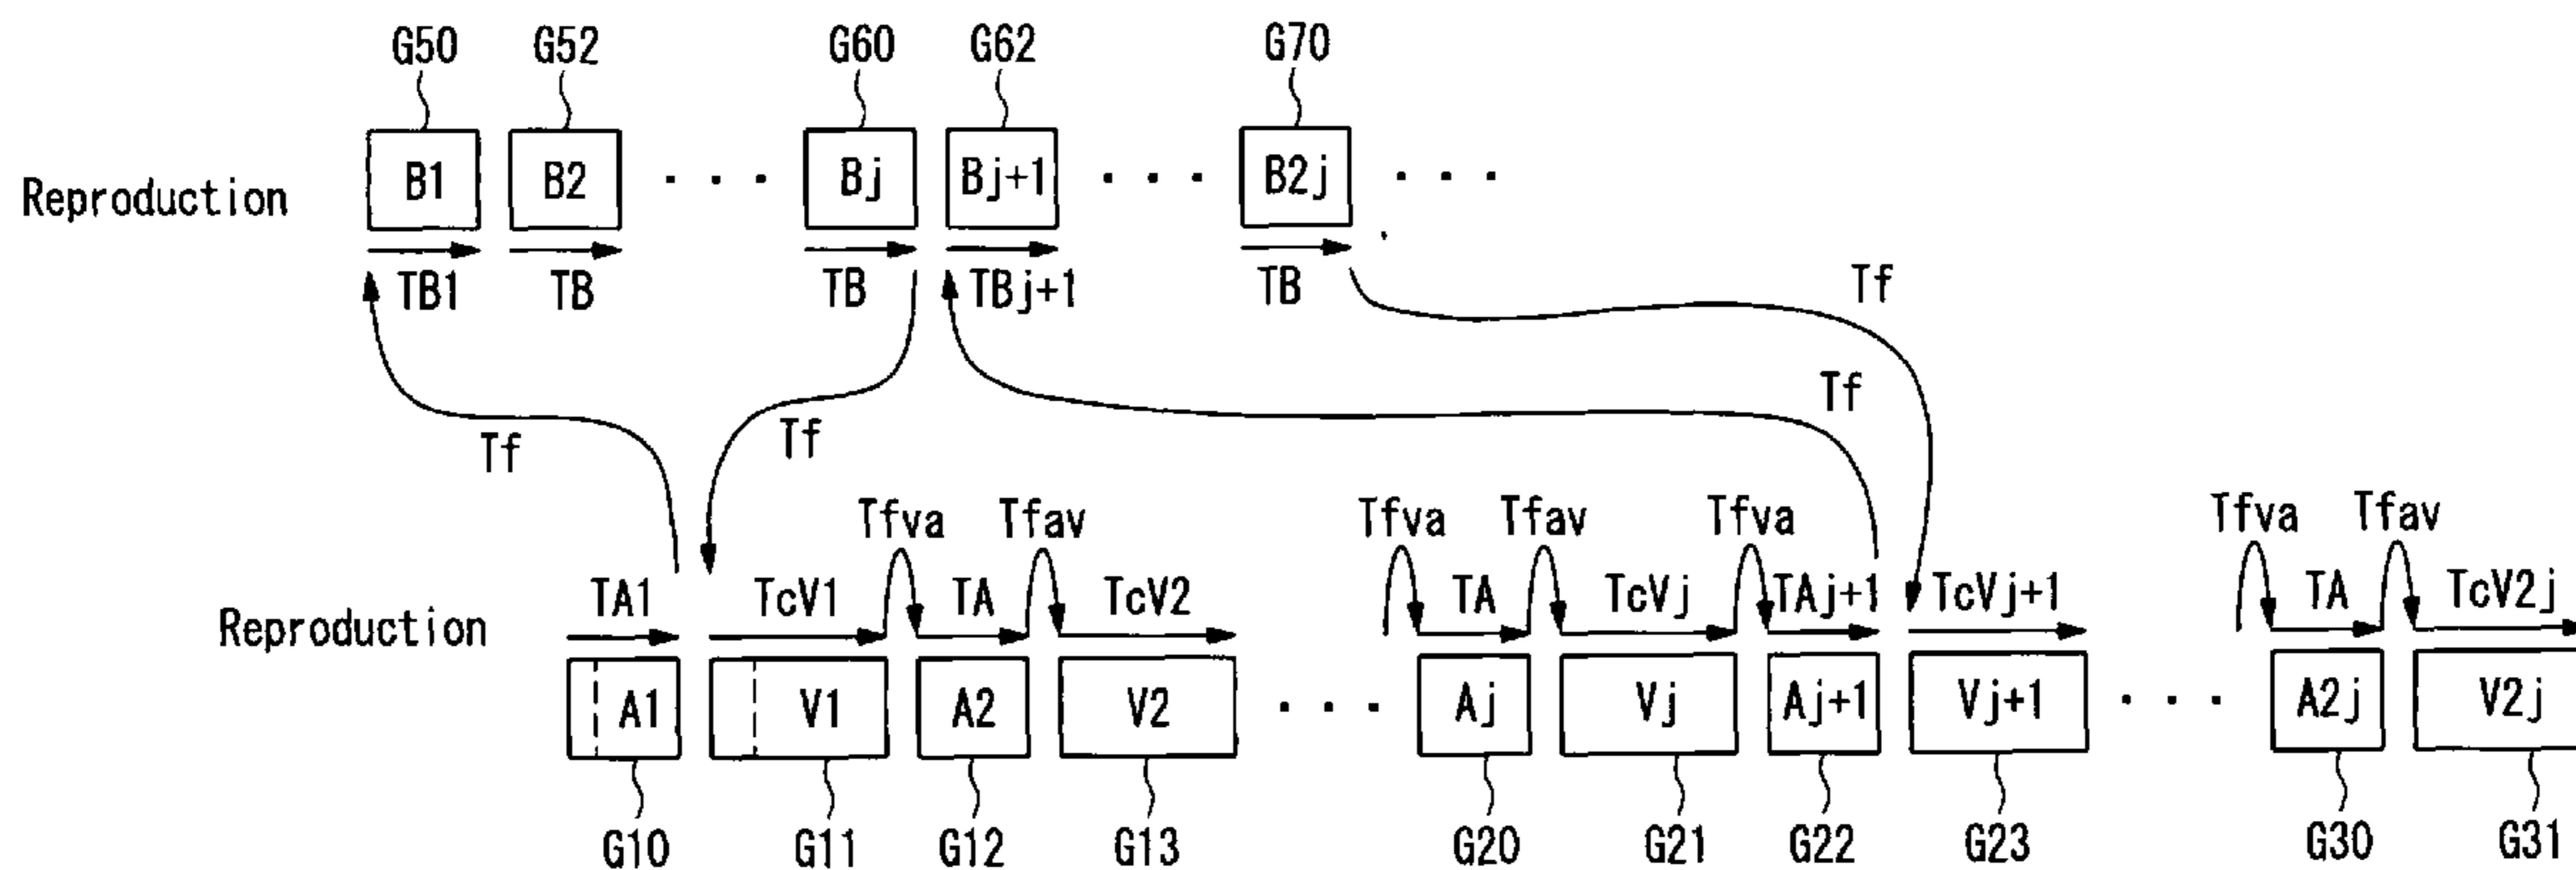 G50 G52 G60 G62 G70
Reproduction B1 B2 · · · Bj Bj+1 · · · B2j · · ·
TB1 TB TB TBj+1 TB Tf
Tf Tf Tf
Tfva Tfav Tfva Tfav Tfva Tfva Tfav
Reproduction TA1 TcV1 TA TcV2 TA TcVj TAj+1 TcVj+1 TA TcV2j
A1 V1 A2 V2 · · · Aj Vj Aj+1 Vj+1 · · · A2j V2j
G10 G11 G12 G13 G20 G21 G22 G23 G30 G31